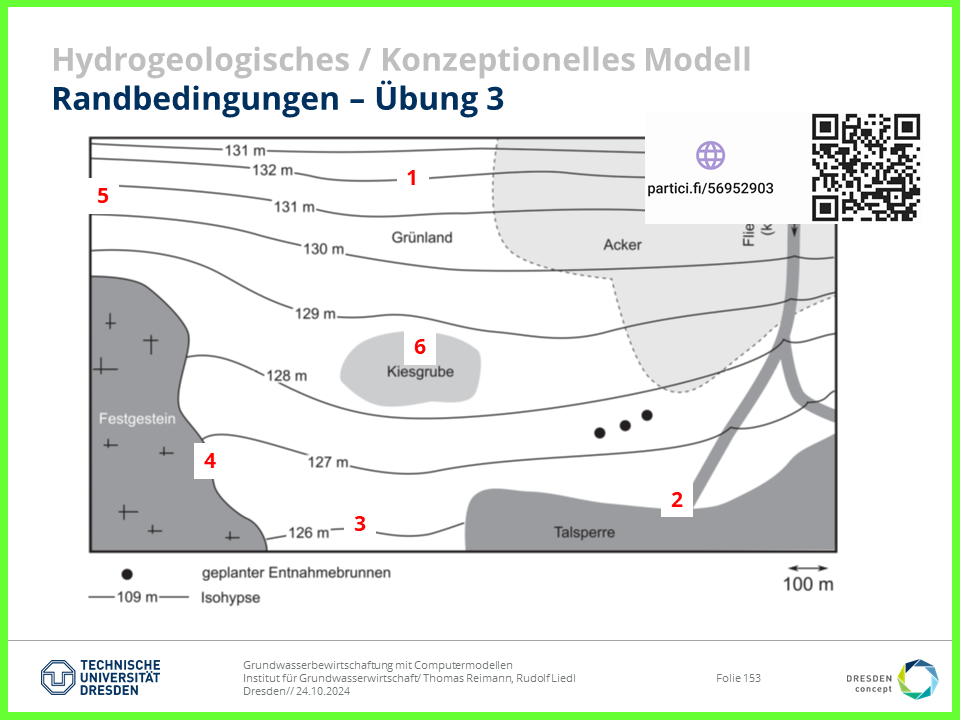 Hydrogeologisches / Konzeptionelles Modell
Randbedingungen – Übung 3
partici.fi/56952903
131 m
132 m
1
5
131 m
Grünland
Acker
Flie
(k
130 m
129 m
6
Kiesgrube
128 m
Festgestein
4
127 m
2
3
126 m
Talsperre
geplanter Entnahmebrunnen
109 m
Isohypse
100 m
TECHNISCHE
UNIVERSITÄT
DRESDEN
Grundwasserbewirtschaftung mit Computermodellen
Institut für Grundwasserwirtschaft/ Thomas Reimann, Rudolf Liedl
Dresden// 24.10.2024
Folie 153
DRESDEN
concept